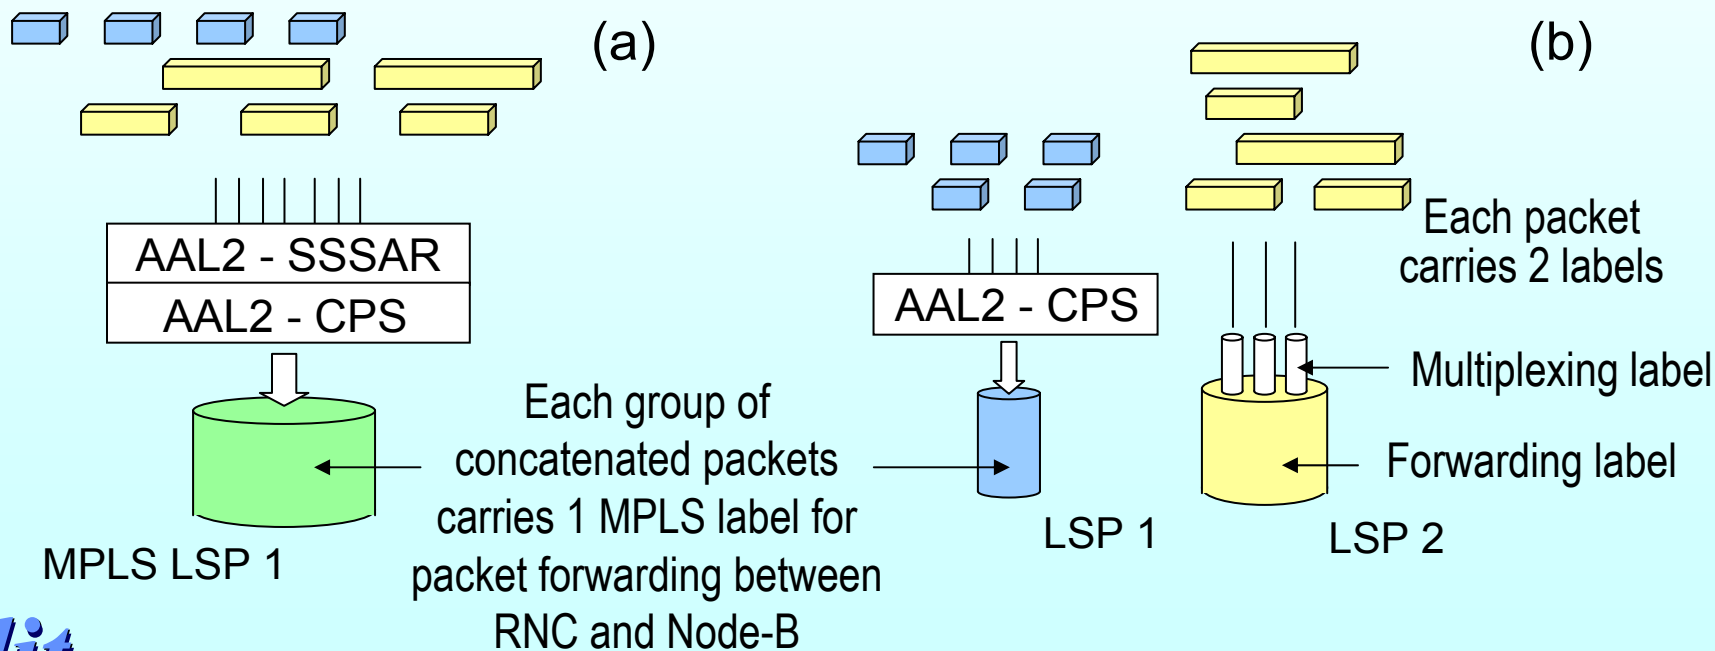 (a)
(b)
AAL2 - SSSAR
AAL2 - CPS
AAL2 - CPS
Each packet
carries 2 labels
Multiplexing label
Forwarding label
Each group of
concatenated packets
carries 1 MPLS label for
packet forwarding between
RNC and Node-B
MPLS LSP 1
LSP 1
LSP 2